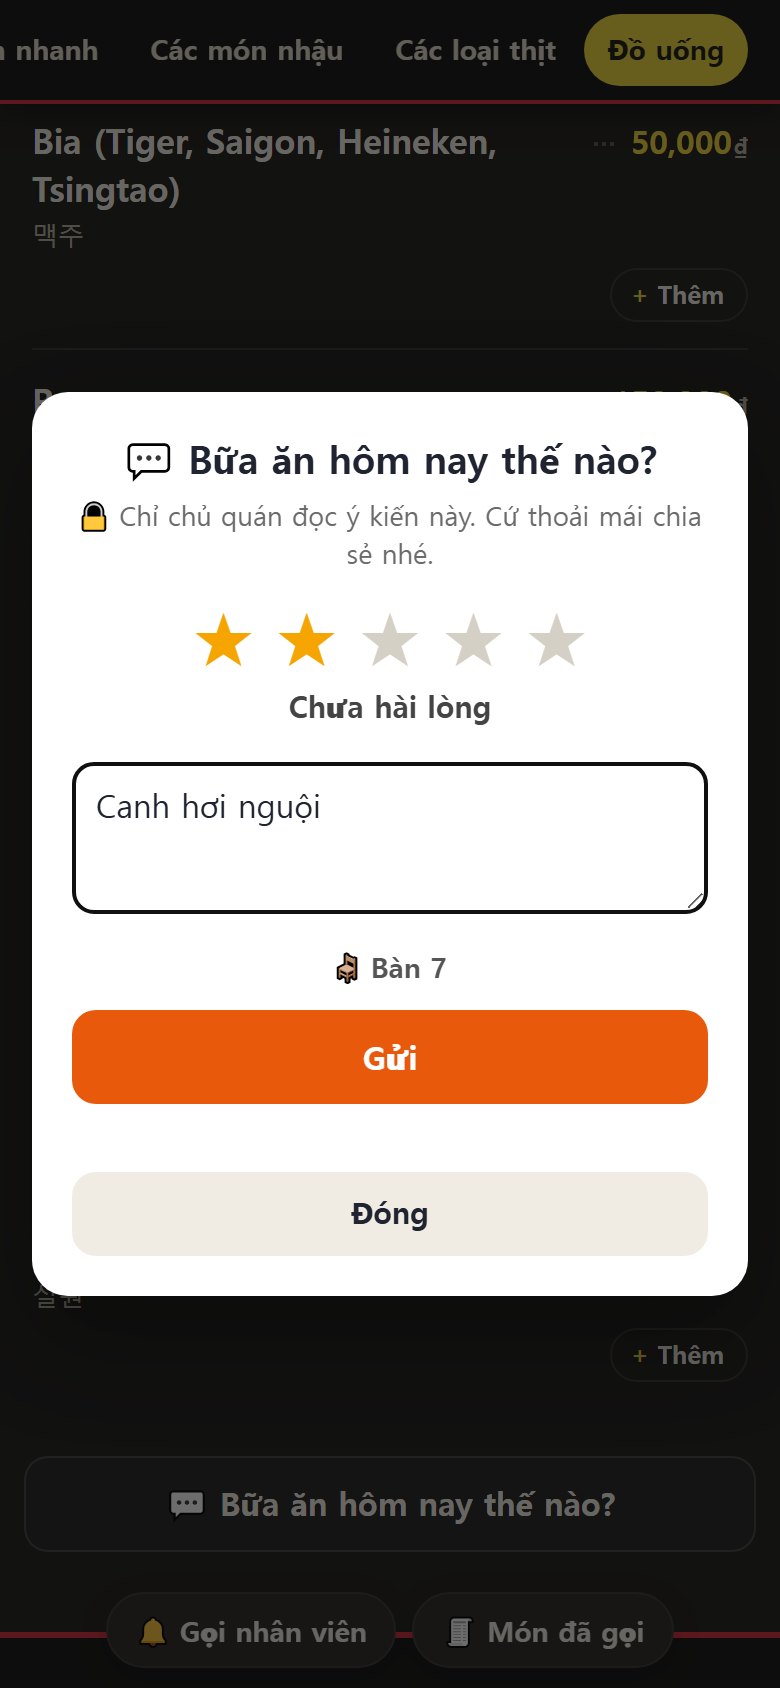 nhanh
Các món nhậu
Các loại thịt
Đồ uống
Bia (Tiger, Saigon, Heineken,
Tsingtao)
··· 50,000₫
맥주
+ Thêm
💬 Bữa ăn hôm nay thế nào?
🔒 Chỉ chủ quán đọc ý kiến này. Cứ thoải mái chia
sẻ nhé.
★★★★★
Chưa hài lòng
Canh hơi nguội
Bàn 7
Gửi
Đóng
+ Thêm
💬 Bữa ăn hôm nay thế nào?
🔔 Gọi nhân viên
Món đã gọi